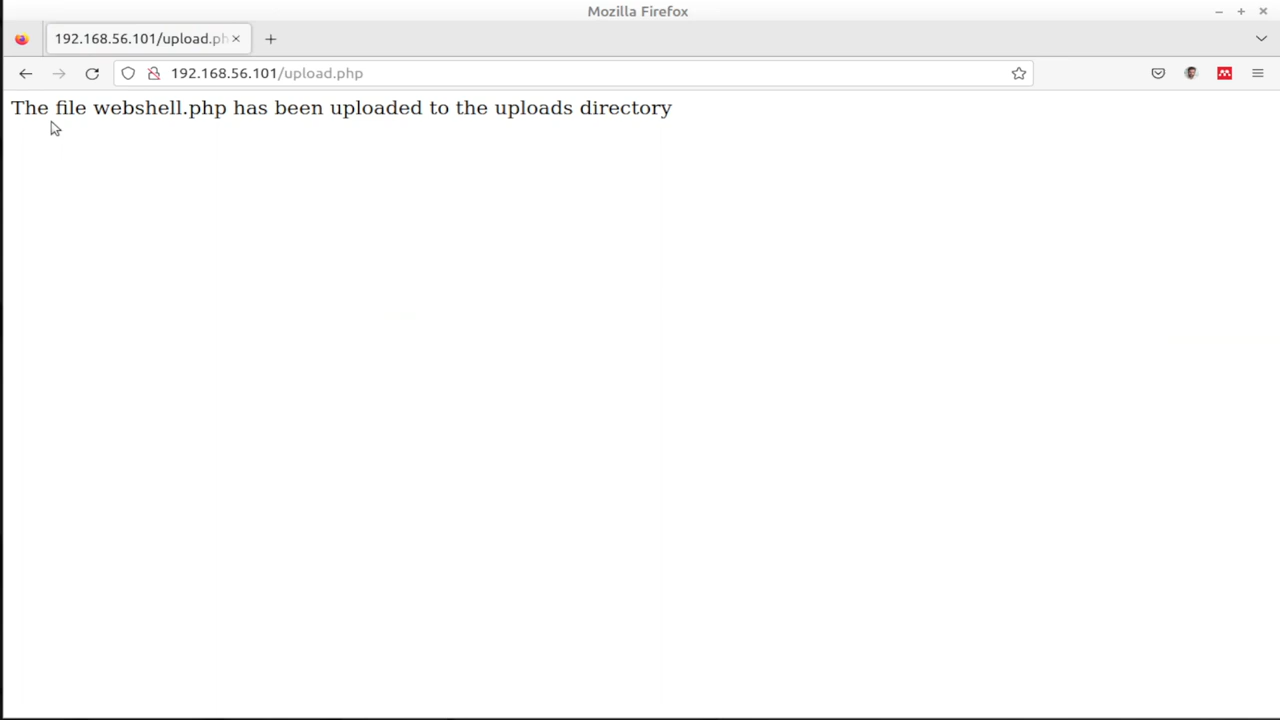 Mozilla Firefox
192.168.56.101/upload.ph
192.168.56.101/upload.php
The file webshell.php has been uploaded to the uploads directory